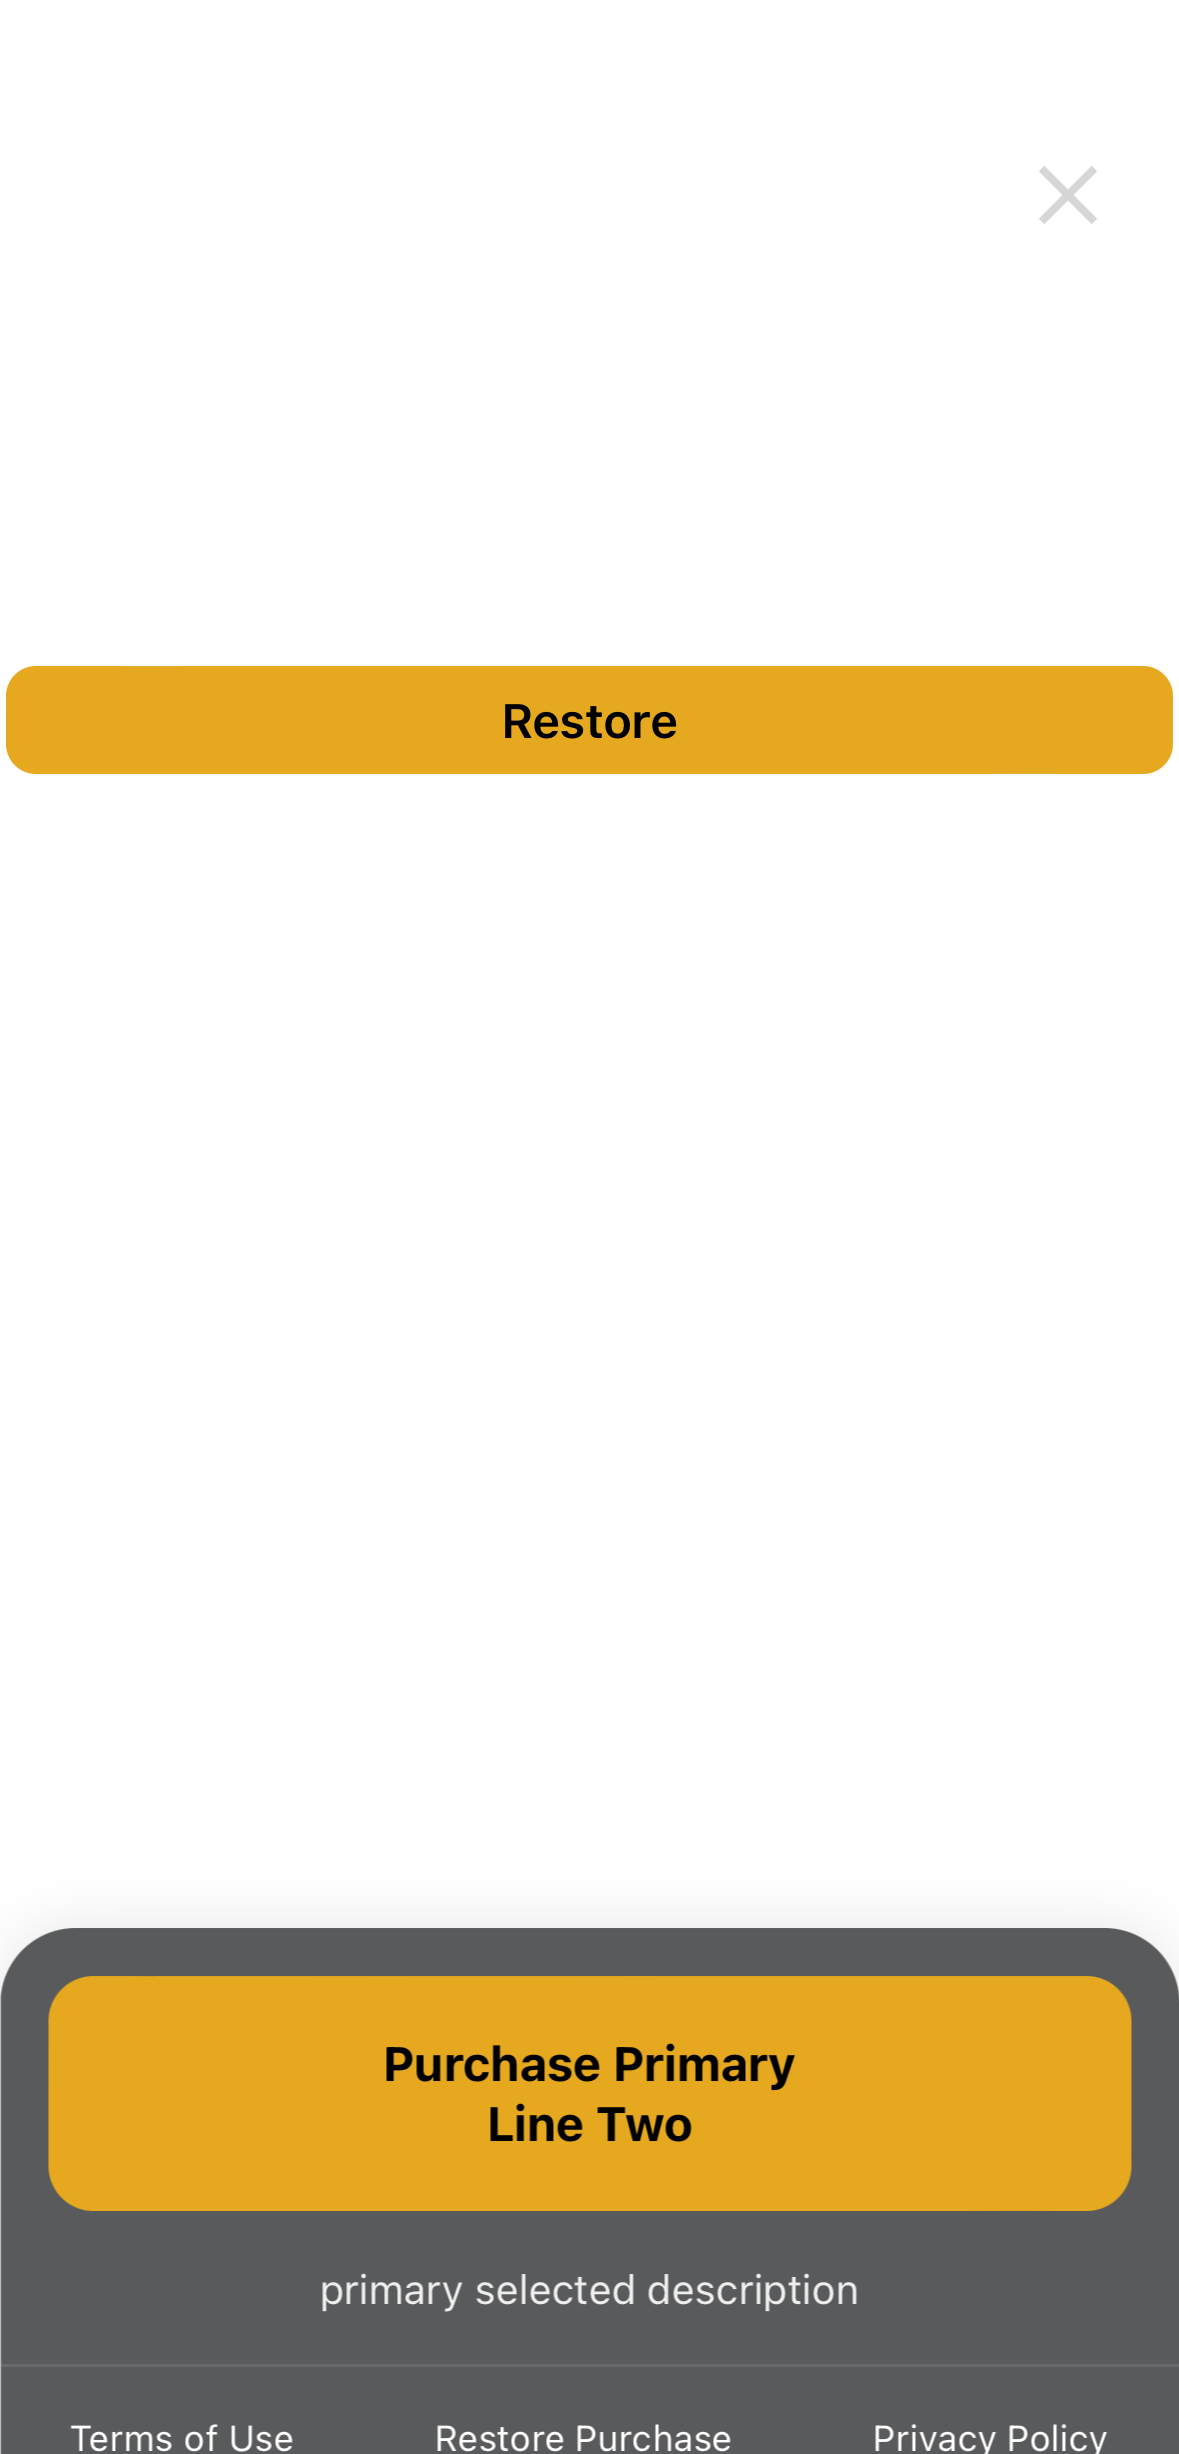 Restore
Purchase Primary
Line Two
primary selected description
Terms of Use
Restore Purchase
Privacy Policy